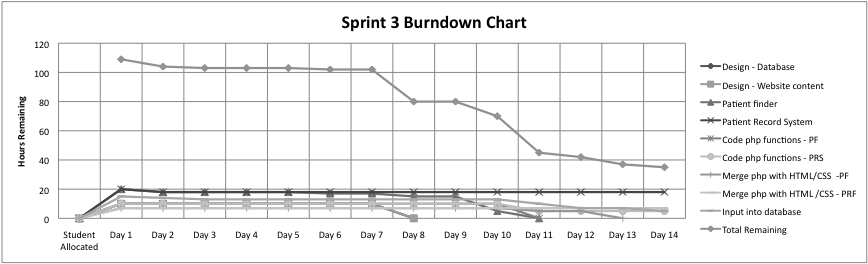 Sprint 3 Burndown Chart
Hours Remaining
120
100
80
60
40
20
0
Student Allocated
Day 1
Day 2
Day 3
Day 4
Day 5
Day 6
Day 7
Day 8
Day 9
Day 10
Day 11
Day 12
Day 13
Day 14
Design - Database
Design - Website content
Patient finder
Patient Record System
Code php functions - PF
Code php functions - PRS
Merge php with HTML/CSS -PF
Merge php with HTML/CSS - PRF
Input into database
Total Remaining